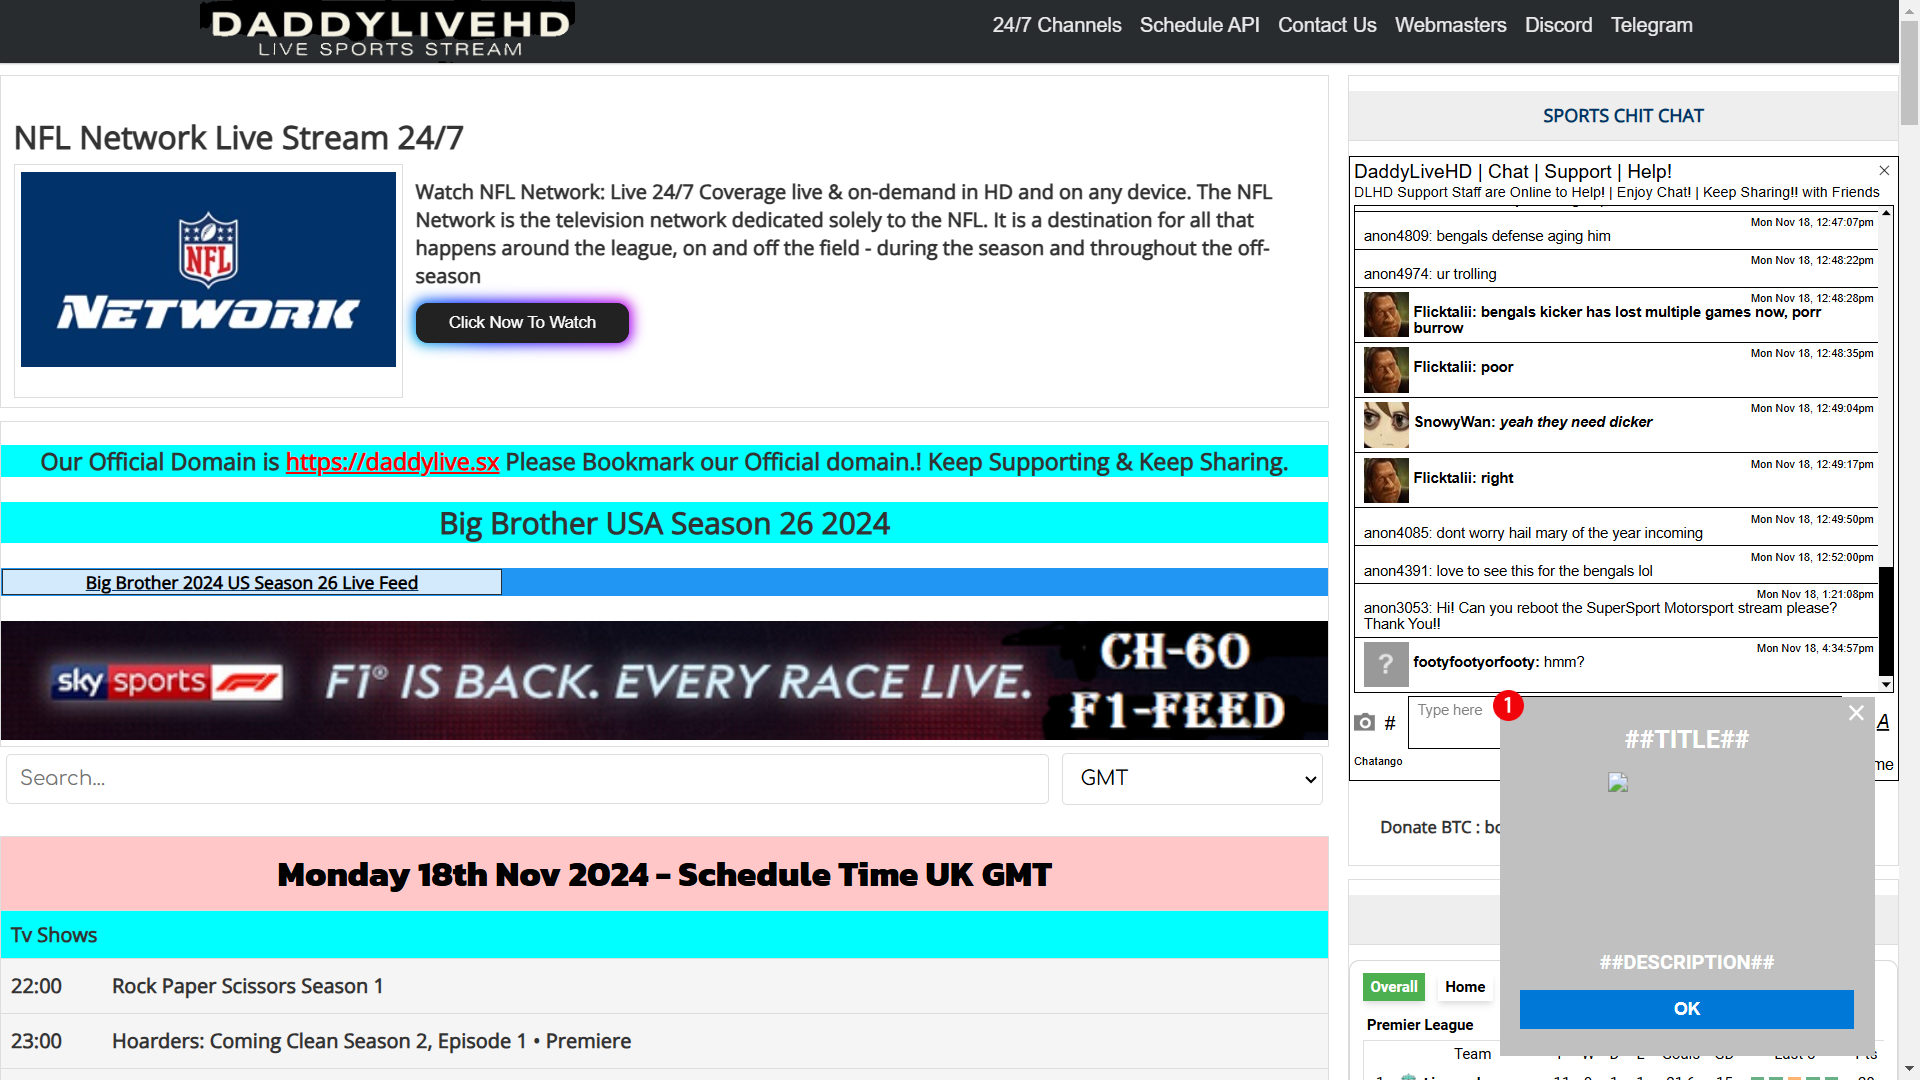 DADDYLIVEHD
LIVE SPORTS STREAM
24/7 Channels
Schedule API
Contact Us
Webmasters
Discord
Telegram
NFL Network Live Stream 24/7
NFL
NETWORK
Watch NFL Network: Live 24/7 Coverage live & on-demand in HD and on any device. The NFL
Network is the television network dedicated solely to the NFL. It is a destination for all that
happens around the league, on and off the field - during the season and throughout the off-
season
Click Now To Watch
Our Official Domain is https://daddylive.sx Please Bookmark our Official domain.! Keep Supporting & Keep Sharing.
Big Brother USA Season 26 2024
Big Brother 2024 US Season 26 Live Feed
sky sports F1
F1® IS BACK. EVERY RACE LIVE.
CH-60
F1-FEED
Search...
GMT
Monday 18th Nov 2024 - Schedule Time UK GMT
Tv Shows
22:00 Rock Paper Scissors Season 1
23:00 Hoarders: Coming Clean Season 2, Episode 1 • Premiere
SPORTS CHIT CHAT
DaddyLiveHD | Chat | Support | Help!
DLHD Support Staff are Online to Help! | Enjoy Chat! | Keep Sharing!! with Friends
Mon Nov 18, 12:47:07pm
anon4809: bengals defense aging him
Mon Nov 18, 12:48:22pm
anon4974: ur trolling
Mon Nov 18, 12:48:28pm
Flicktalii: bengals kicker has lost multiple games now, porr
burrow
Mon Nov 18, 12:48:35pm
Flicktalii: poor
Mon Nov 18, 12:49:04pm
SnowyWan: yeah they need dicker
Mon Nov 18, 12:49:17pm
Flicktalii: right
Mon Nov 18, 12:49:50pm
anon4085: dont worry hail mary of the year incoming
Mon Nov 18, 12:52:00pm
anon4391: love to see this for the bengals lol
Mon Nov 18, 1:21:08pm
anon3053: Hi! Can you reboot the SuperSport Motorsport stream please?
Thank You!!
Mon Nov 18, 4:34:57pm
?
footyfootyorfooty: hmm?
# Type here
1
A
Chatango
me
Donate BTC : bc
##TITLE##
##DESCRIPTION##
OK
Overall
Home
Premier League
Team